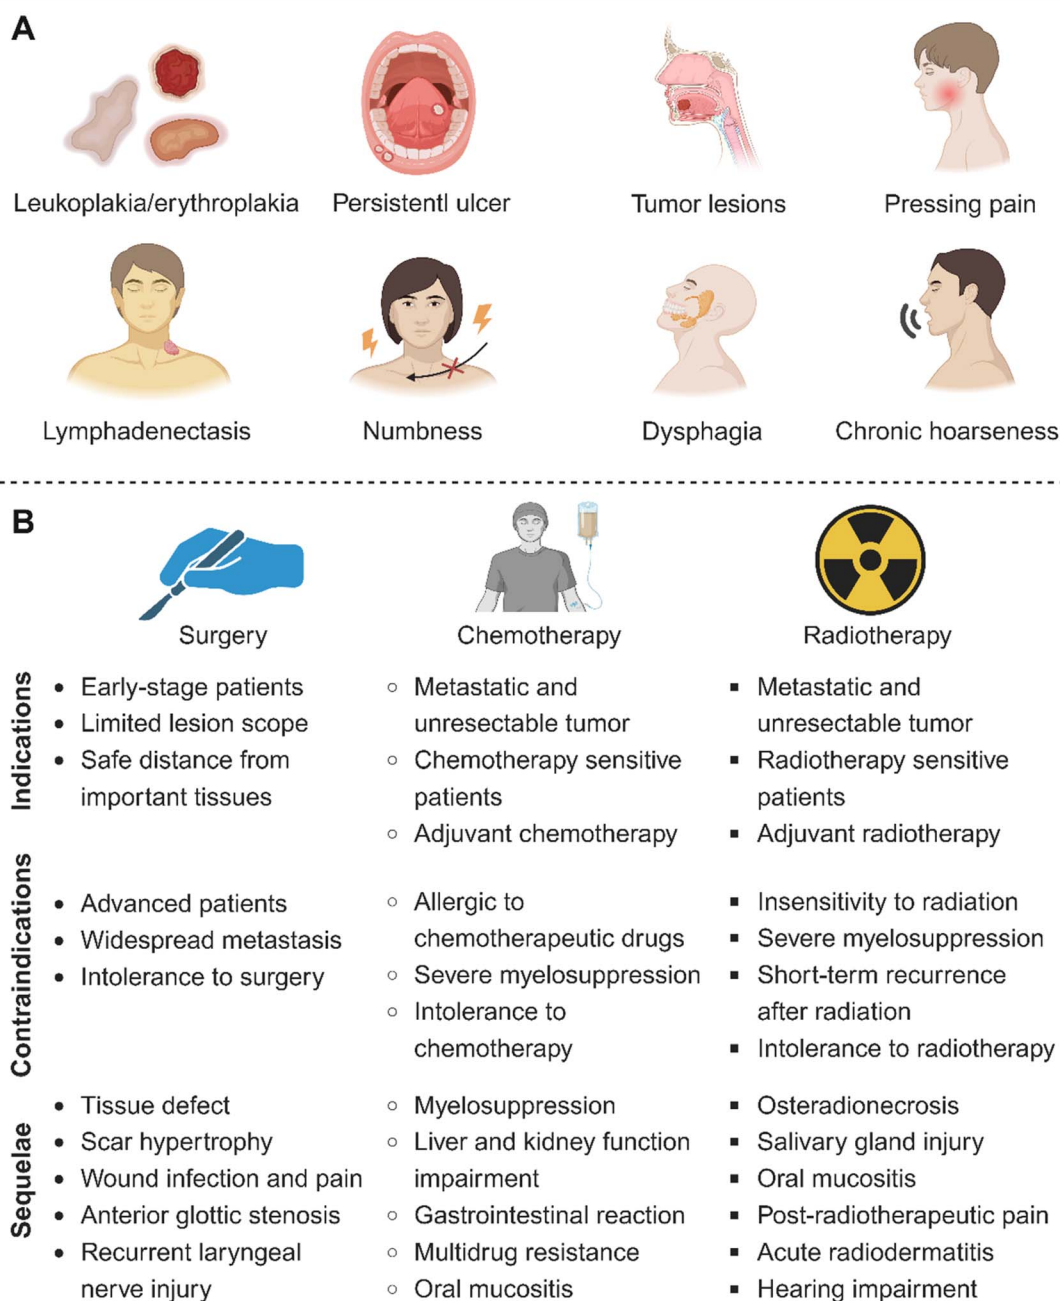 A
Leukoplakia/erythroplakia
Persistentl ulcer
Tumor lesions
Pressing pain
Lymphadenectasis
Numbness
Dysphagia
Chronic hoarseness
B
Surgery
Chemotherapy
Radiotherapy
Indications
• Early-stage patients
• Limited lesion scope
• Safe distance from
important tissues
○ Metastatic and
unresectable tumor
○ Chemotherapy sensitive
patients
○ Adjuvant chemotherapy
▪ Metastatic and
unresectable tumor
▪ Radiotherapy sensitive
patients
▪ Adjuvant radiotherapy
Contraindications
• Advanced patients
• Widespread metastasis
• Intolerance to surgery
○ Allergic to
chemotherapeutic drugs
○ Severe myelosuppression
○ Intolerance to
chemotherapy
▪ Insensitivity to radiation
▪ Severe myelosuppression
▪ Short-term recurrence
after radiation
▪ Intolerance to radiotherapy
Sequelae
• Tissue defect
• Scar hypertrophy
• Wound infection and pain
• Anterior glottic stenosis
• Recurrent laryngeal
nerve injury
○ Myelosuppression
○ Liver and kidney function
impairment
○ Gastrointestinal reaction
○ Multidrug resistance
○ Oral mucositis
▪ Osteradionecrosis
▪ Salivary gland injury
▪ Oral mucositis
▪ Post-radiotherapeutic pain
▪ Acute radiodermatitis
▪ Hearing impairment